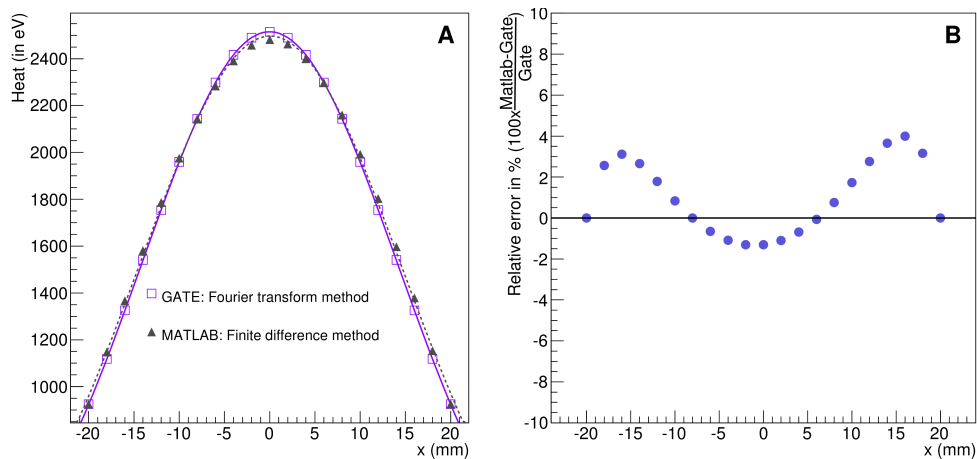 A
Heat (in eV)
2400
2200
2000
1800
1600
1400
1200
1000
GATE: Fourier transform method
MATLAB: Finite difference method
-20 -15 -10 -5 0 5 10 15 20
x (mm)
B
Relative error in % (100x Matlab-Gate
Gate )
10
8
6
4
2
0
-2
-4
-6
-8
-10
-20 -15 -10 -5 0 5 10 15 20
x (mm)